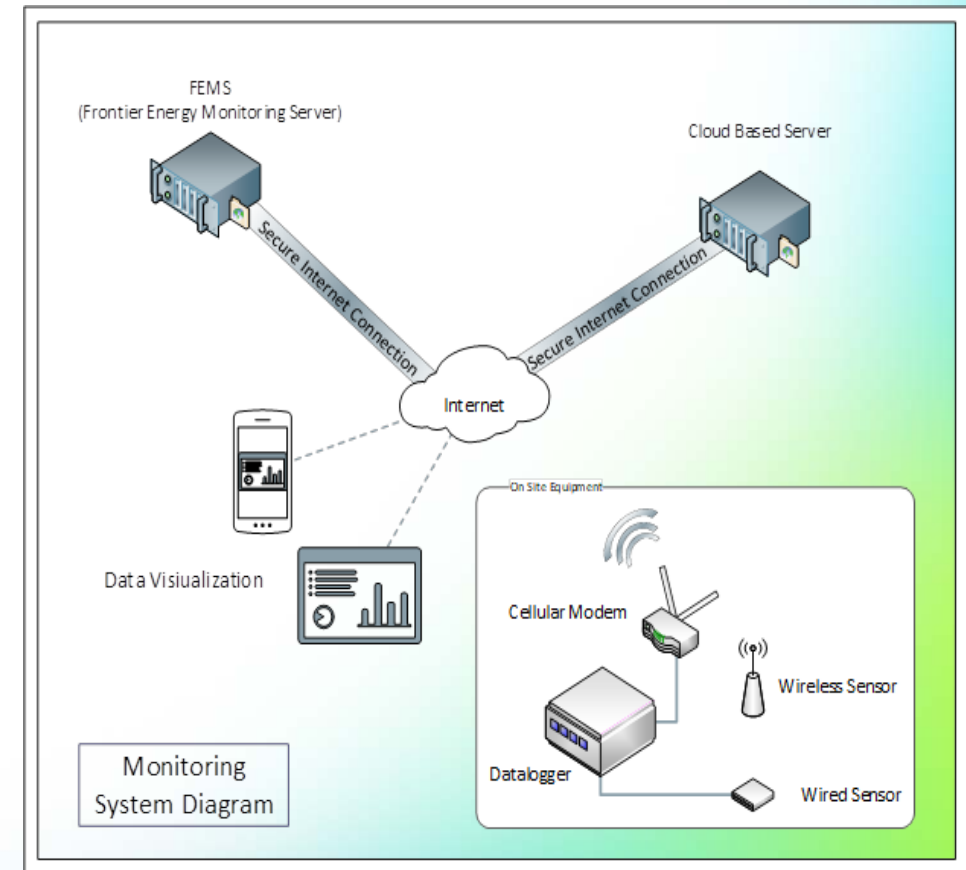 FEMS
(Frontier Energy Monitoring Server)
Cloud Based Server
Secure Internet Connection
Secure Internet Connection
Internet
Data Visiualization
On Site Equipment
Cellular Modem
Wireless Sensor
Datalogger
Wired Sensor
Monitoring
System Diagram